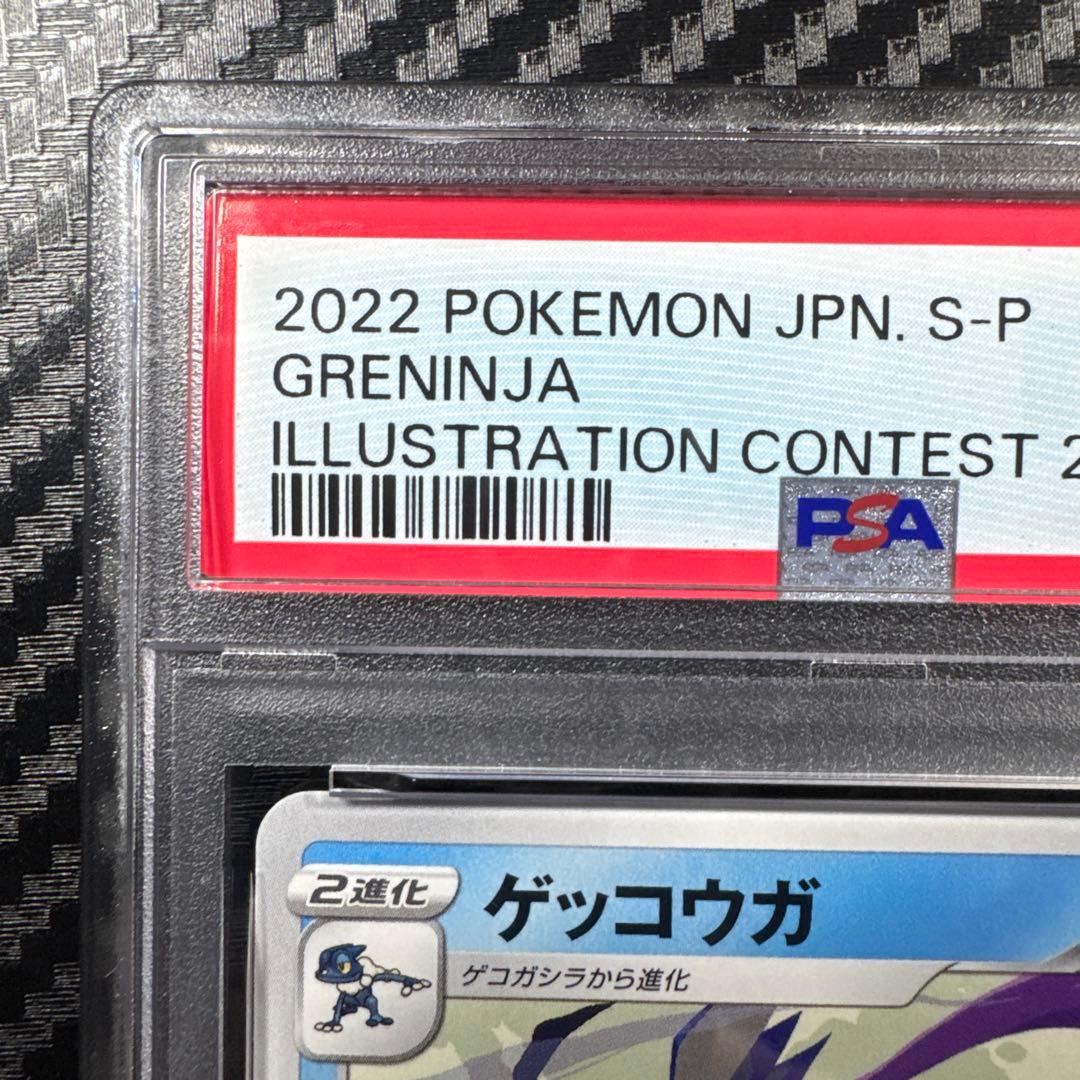 2022 POKEMON JPN. S-P
GRENINJA
ILLUSTRATION CONTEST 2
PSA
2進化
ゲッコウガ
ゲコガシラから進化